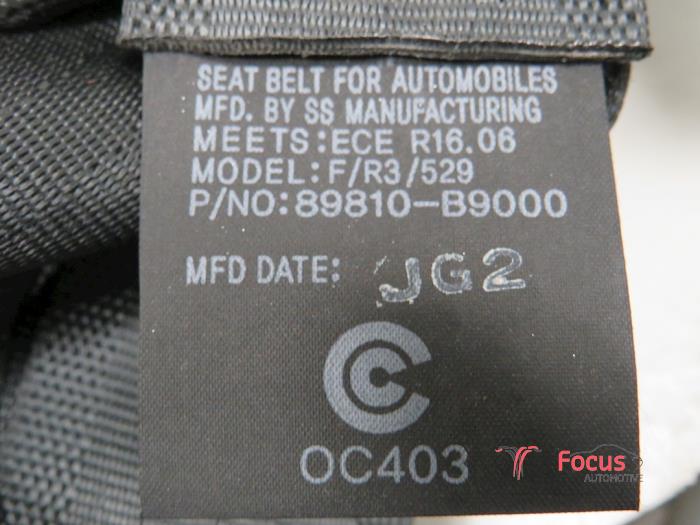 SEAT BELT FOR AUTOMOBILES
MFD. BY SS MANUFACTURING
MEETS:ECE R16.06
MODEL:F/R3/529
P/NO:89810-B9000
MFD DATE: JG2
OC403
Focus
AUTOMOTIVE